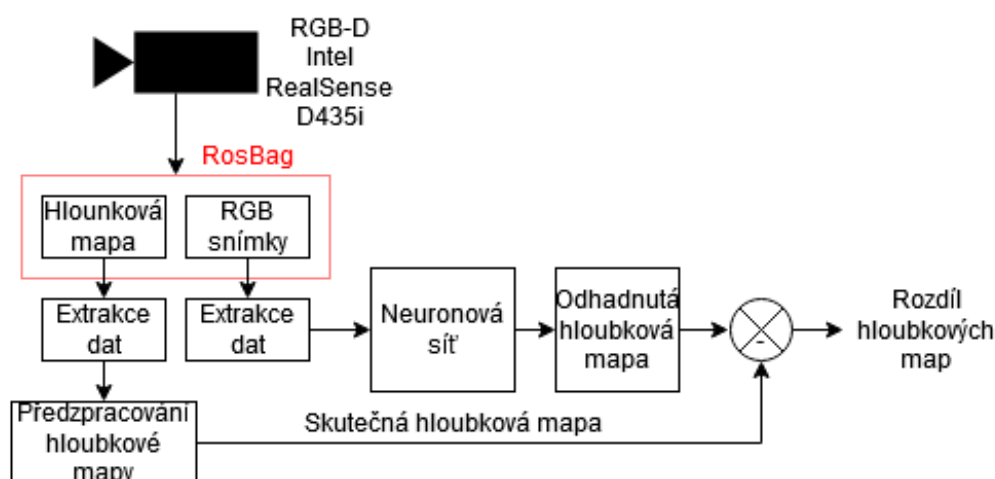 RGB-D
Intel
RealSense
D435i
RosBag
Hlounková
mapa
RGB
snímky
Extrakce
dat
Extrakce
dat
Neuronová
síť
Odhadnutá
hloubková
mapa
-
Rozdíl
hloubkových
map
Předzpracování
hloubkové
mapy
Skutečná hloubková mapa